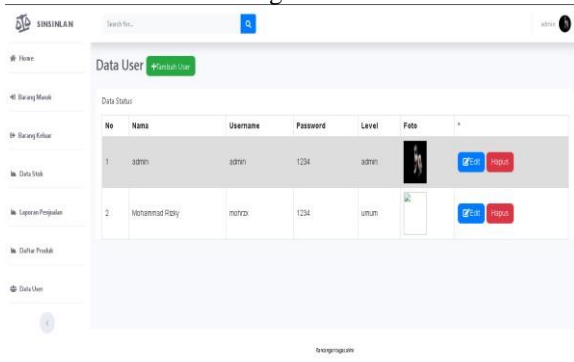 SINSINLAN
Search for...
admin
Home
Barang Masuk
Barang Keluar
Data Stok
Laporan Penjualan
Daftar Produk
Data User
Data User +Tambah User
Data Status
No Nama Username Password Level Foto *
1 admin admin 1234 admin Edit Hapus
2 Mohammad Rizky mohrzx 1234 umum Edit Hapus